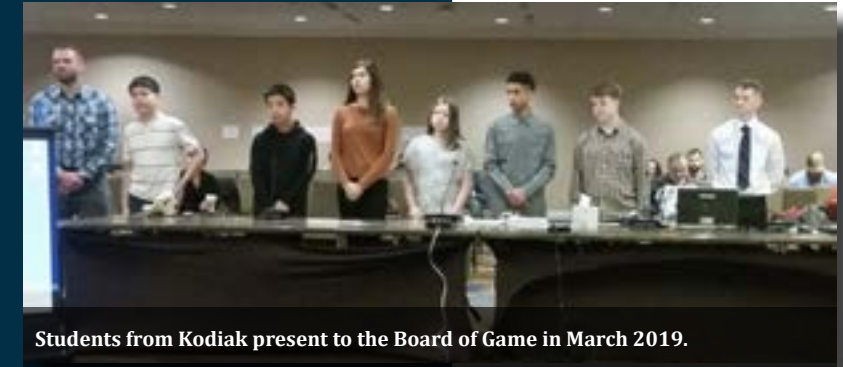 Students from Kodiak present to the Board of Game in March 2019.